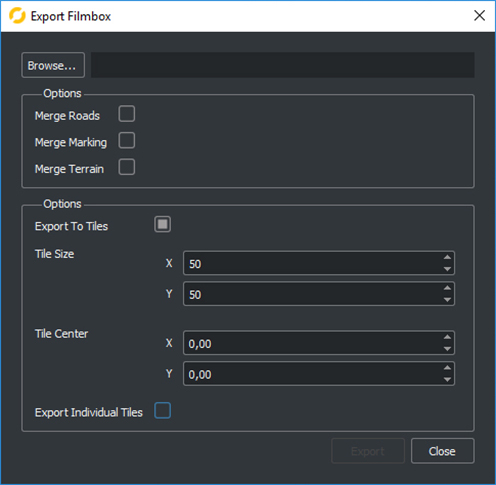 Export Filmbox
Browse...
Options
Merge Roads
Merge Marking
Merge Terrain
Options
Export To Tiles
Tile Size
X 50
Y 50
Tile Center
X 0,00
Y 0,00
Export Individual Tiles
Export Close